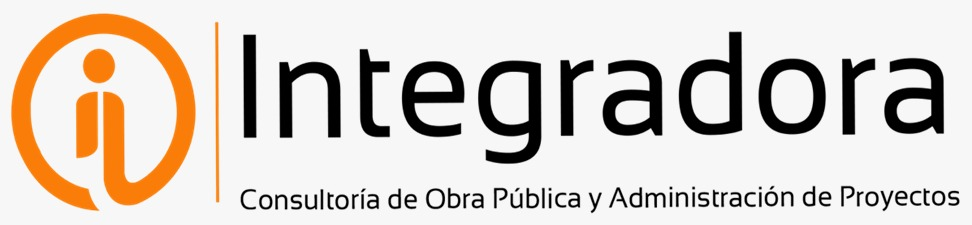 Integradora
Consultoría de Obra Pública y Administración de Proyectos